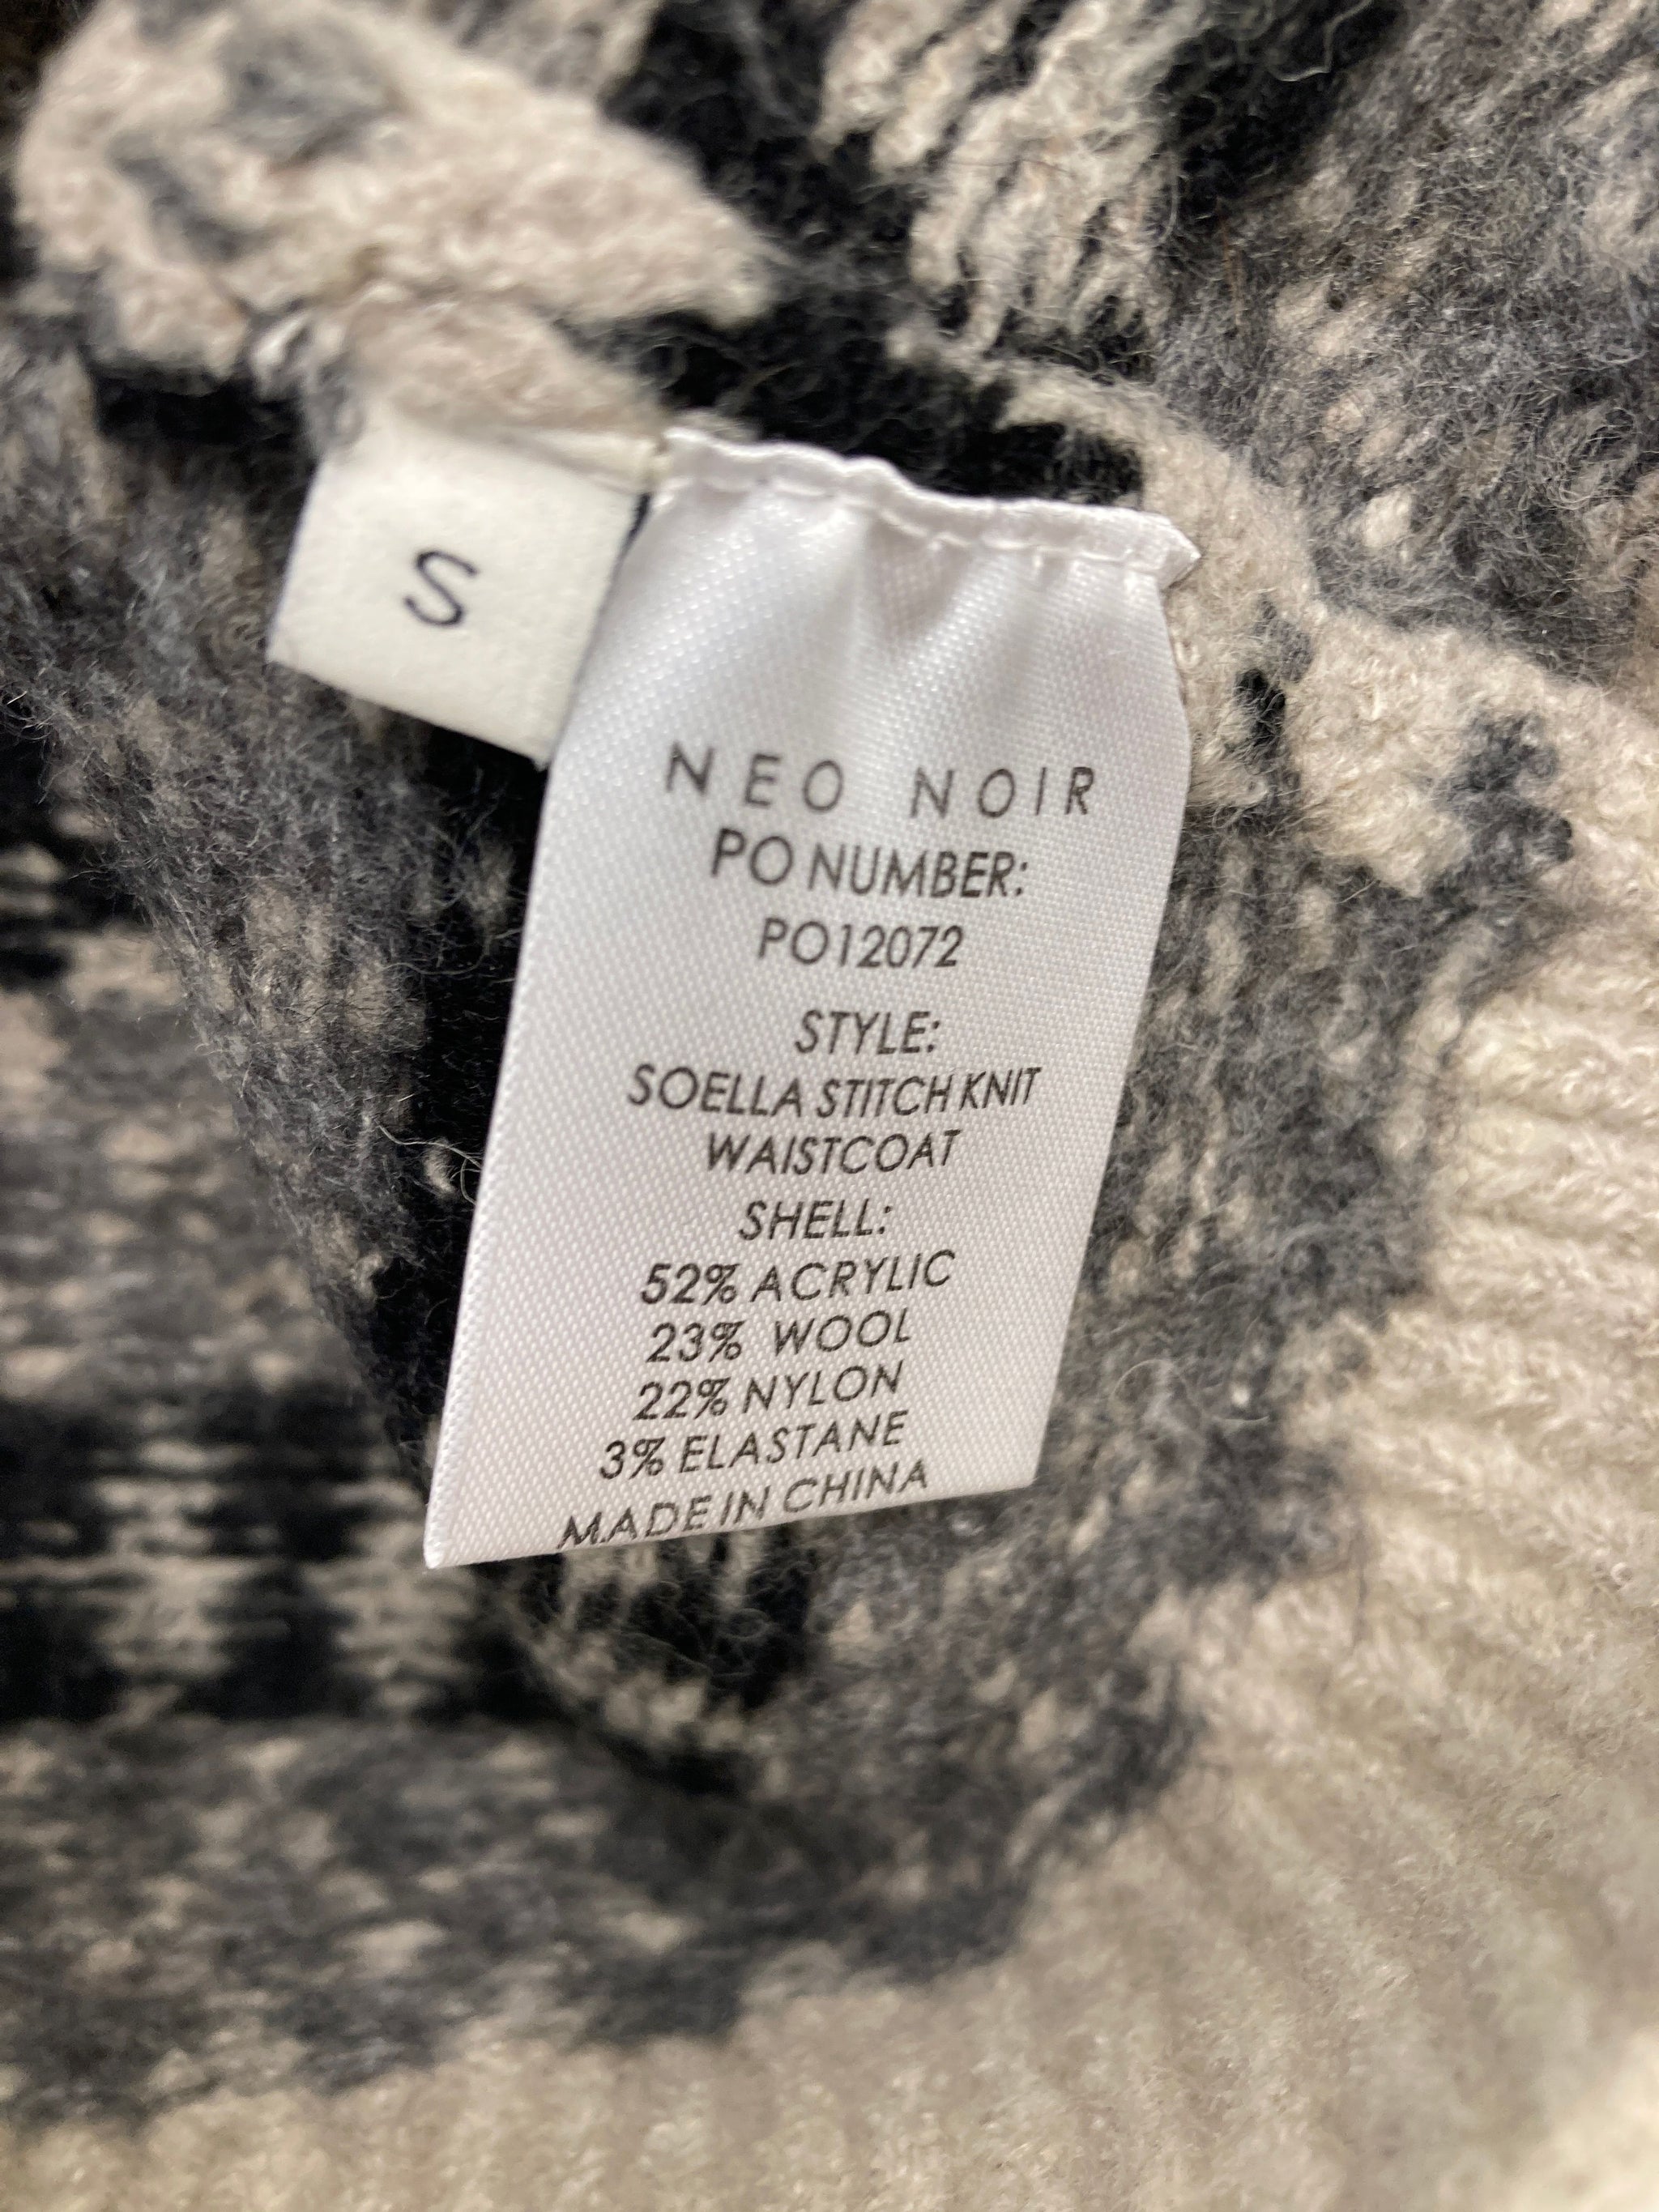 S
NEO NOIR
PO NUMBER:
PO12072
STYLE:
SOELLA STITCH KNIT
WAISTCOAT
SHELL:
52% ACRYLIC
23% WOOL
22% NYLON
3% ELASTANE
MADE IN CHINA